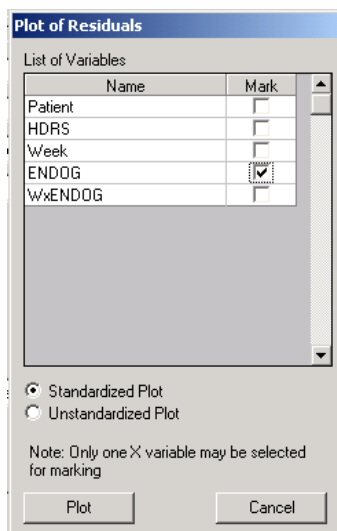 Plot of Residuals
List of Variables
Name Mark
Patient
HDRS
Week
ENDOG
WxENDOG
Standardized Plot
Unstandardized Plot
Note: Only one X variable may be selected
for marking
Plot Cancel